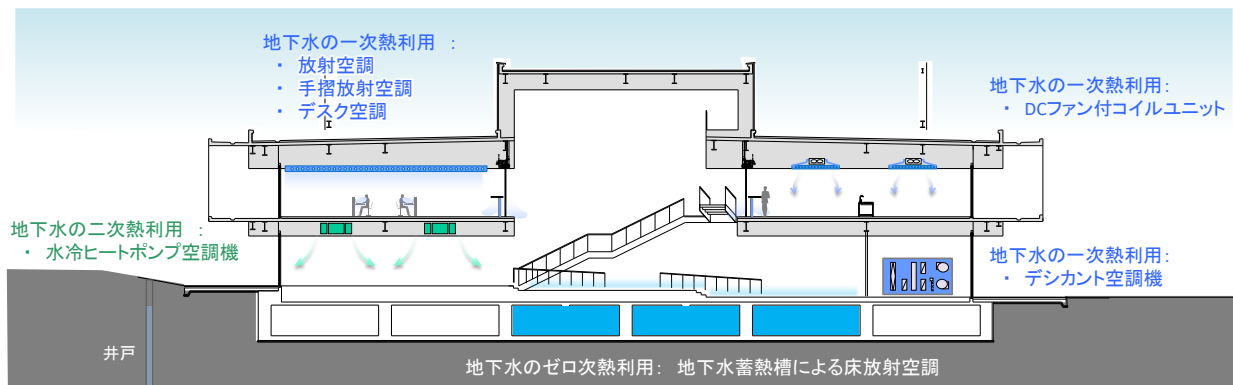 地下水の一次熱利用 :
・ 放射空調
・ 手摺放射空調
・ デスク空調
地下水の一次熱利用:
・ DCファン付コイルユニット
地下水の二次熱利用 :
・ 水冷ヒートポンプ空調機
地下水の一次熱利用:
・ デシカント空調機
井戸
地下水のゼロ次熱利用: 地下水蓄熱槽による床放射空調